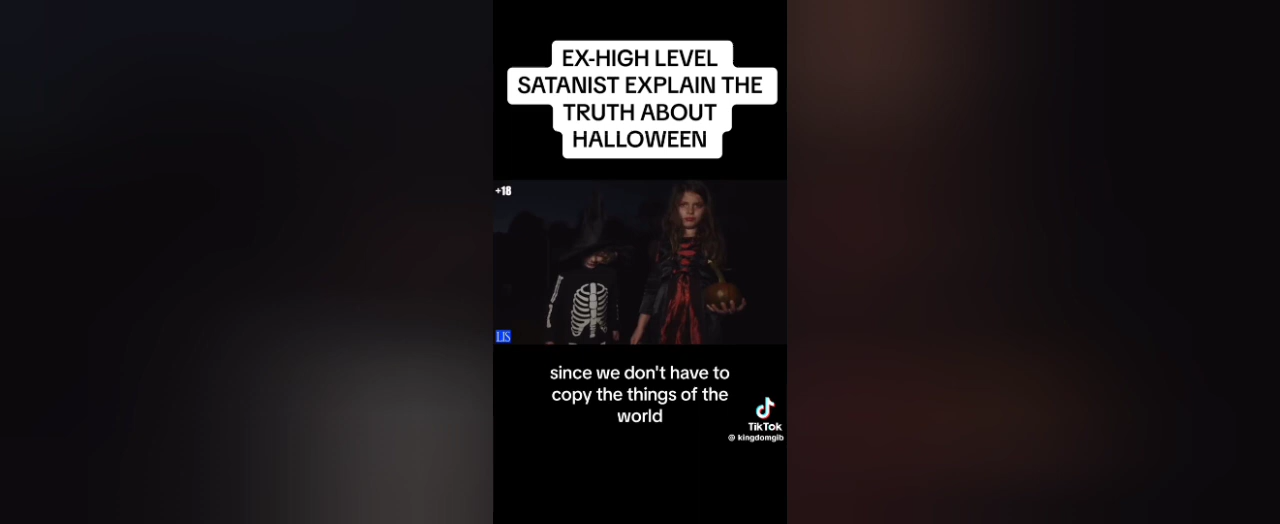 EX-HIGH LEVEL
SATANIST EXPLAIN THE
TRUTH ABOUT
HALLOWEEN
+18
LIS
since we don't have to
copy the things of the
world
TikTok
@ kingdomgib